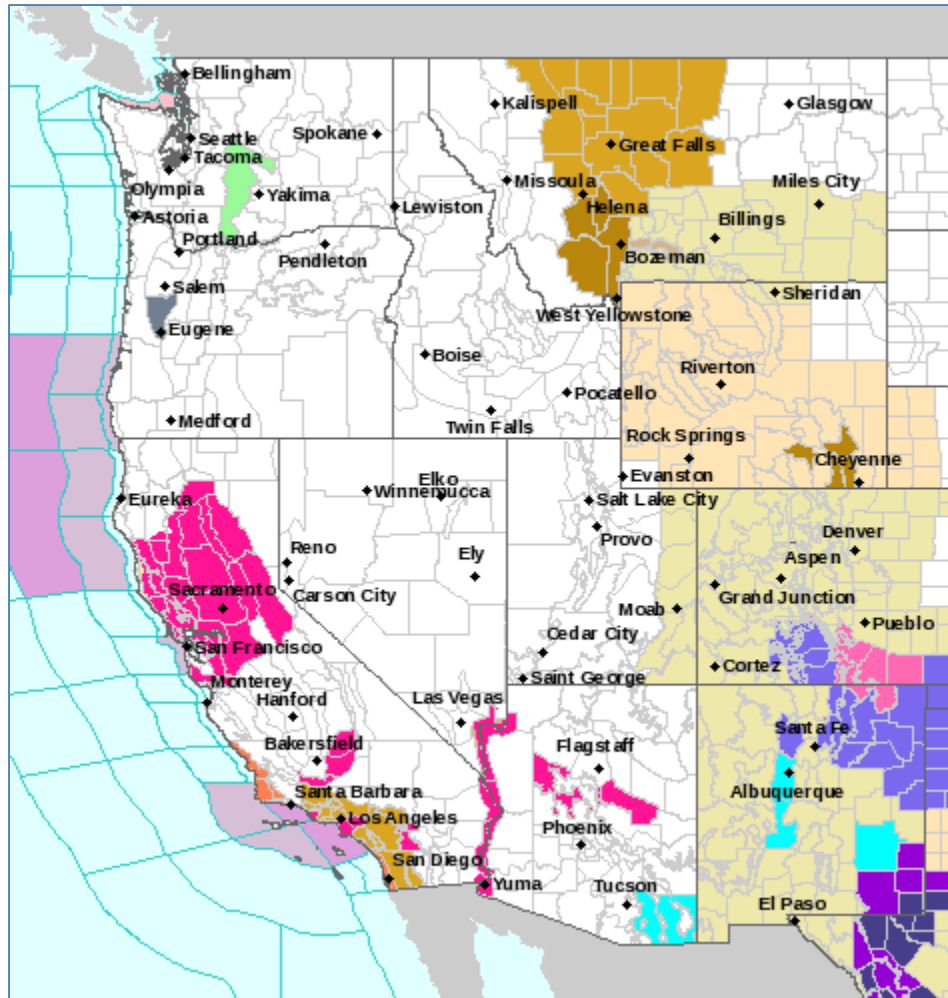 Bellingham
Kalispell
Glasgow
Seattle
Spokane
Great Falls
Tacoma
Missoula
Miles City
Olympia
Yakima
Helena
Lewiston
Astoria
Billings
Portland
Bozeman
Pendleton
Salem
Sheridan
West Yellowstone
Eugene
Boise
Riverton
Pocatello
Medford
Twin Falls
Rock Springs
Cheyenne
Evanston
Elko
Winnemucca
Eureka
Salt Lake City
Denver
Provo
Reno
Ely
Aspen
Sacramento
Carson City
Grand Junction
Moab
Pueblo
Cedar City
San Francisco
Cortez
Saint George
Monterey
Hanford
Las Vegas
Santa Fe
Bakersfield
Flagstaff
Santa Barbara
Albuquerque
Los Angeles
Phoenix
San Diego
Yuma
Tucson
El Paso